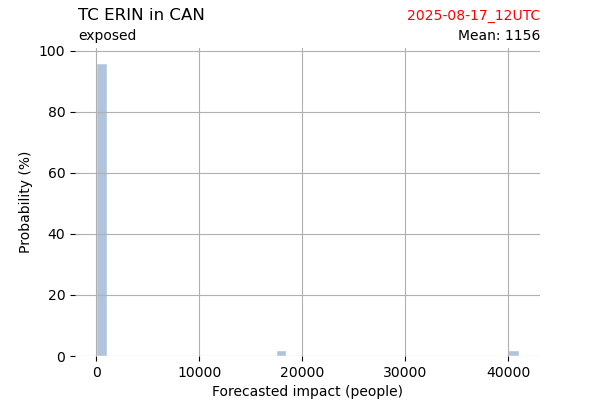 TC ERIN in CAN
2025-08-17_12UTC
exposed
Mean: 1156
100
80
60
40
20
0
Probability (%)
0 10000 20000 30000 40000
Forecasted impact (people)